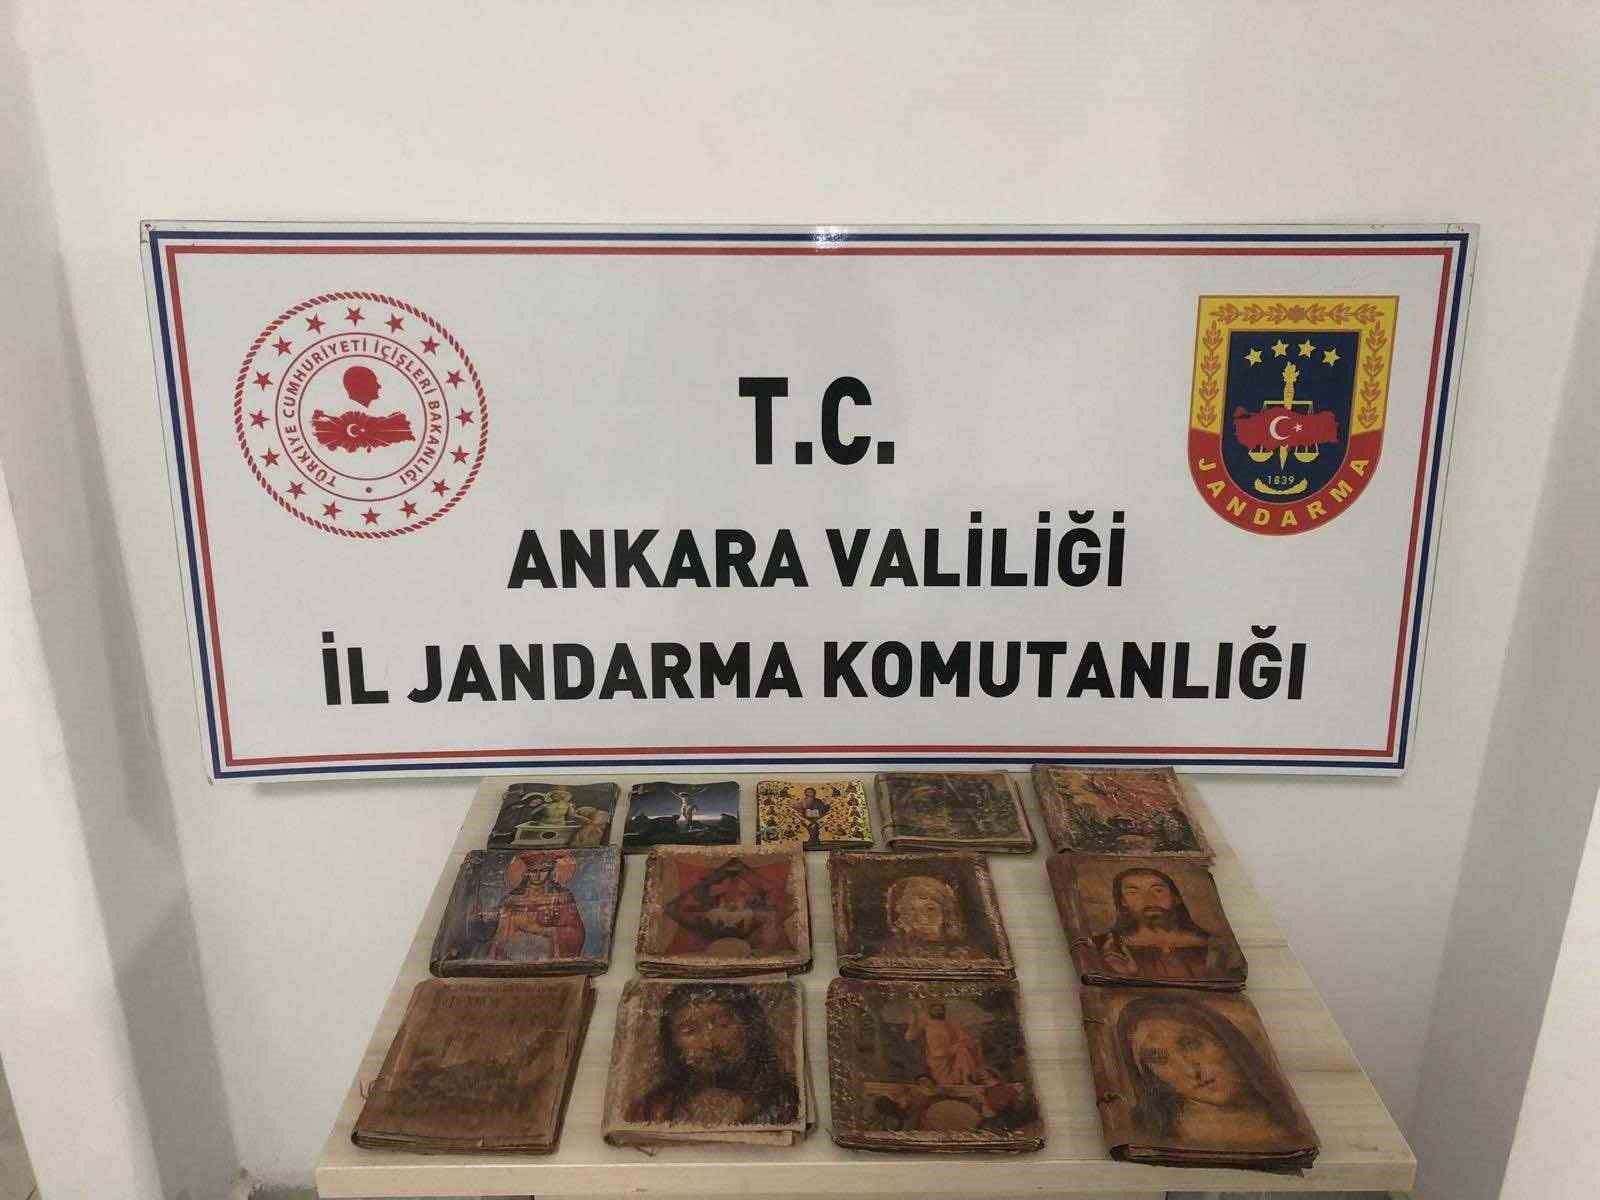 TÜRKİYE CUMHURİYETİ İÇİŞLERİ BAKANLIĞI
T.C.
ANKARA VALİLİĞİ
İL JANDARMA KOMUTANLIĞI
1839
JANDARMA